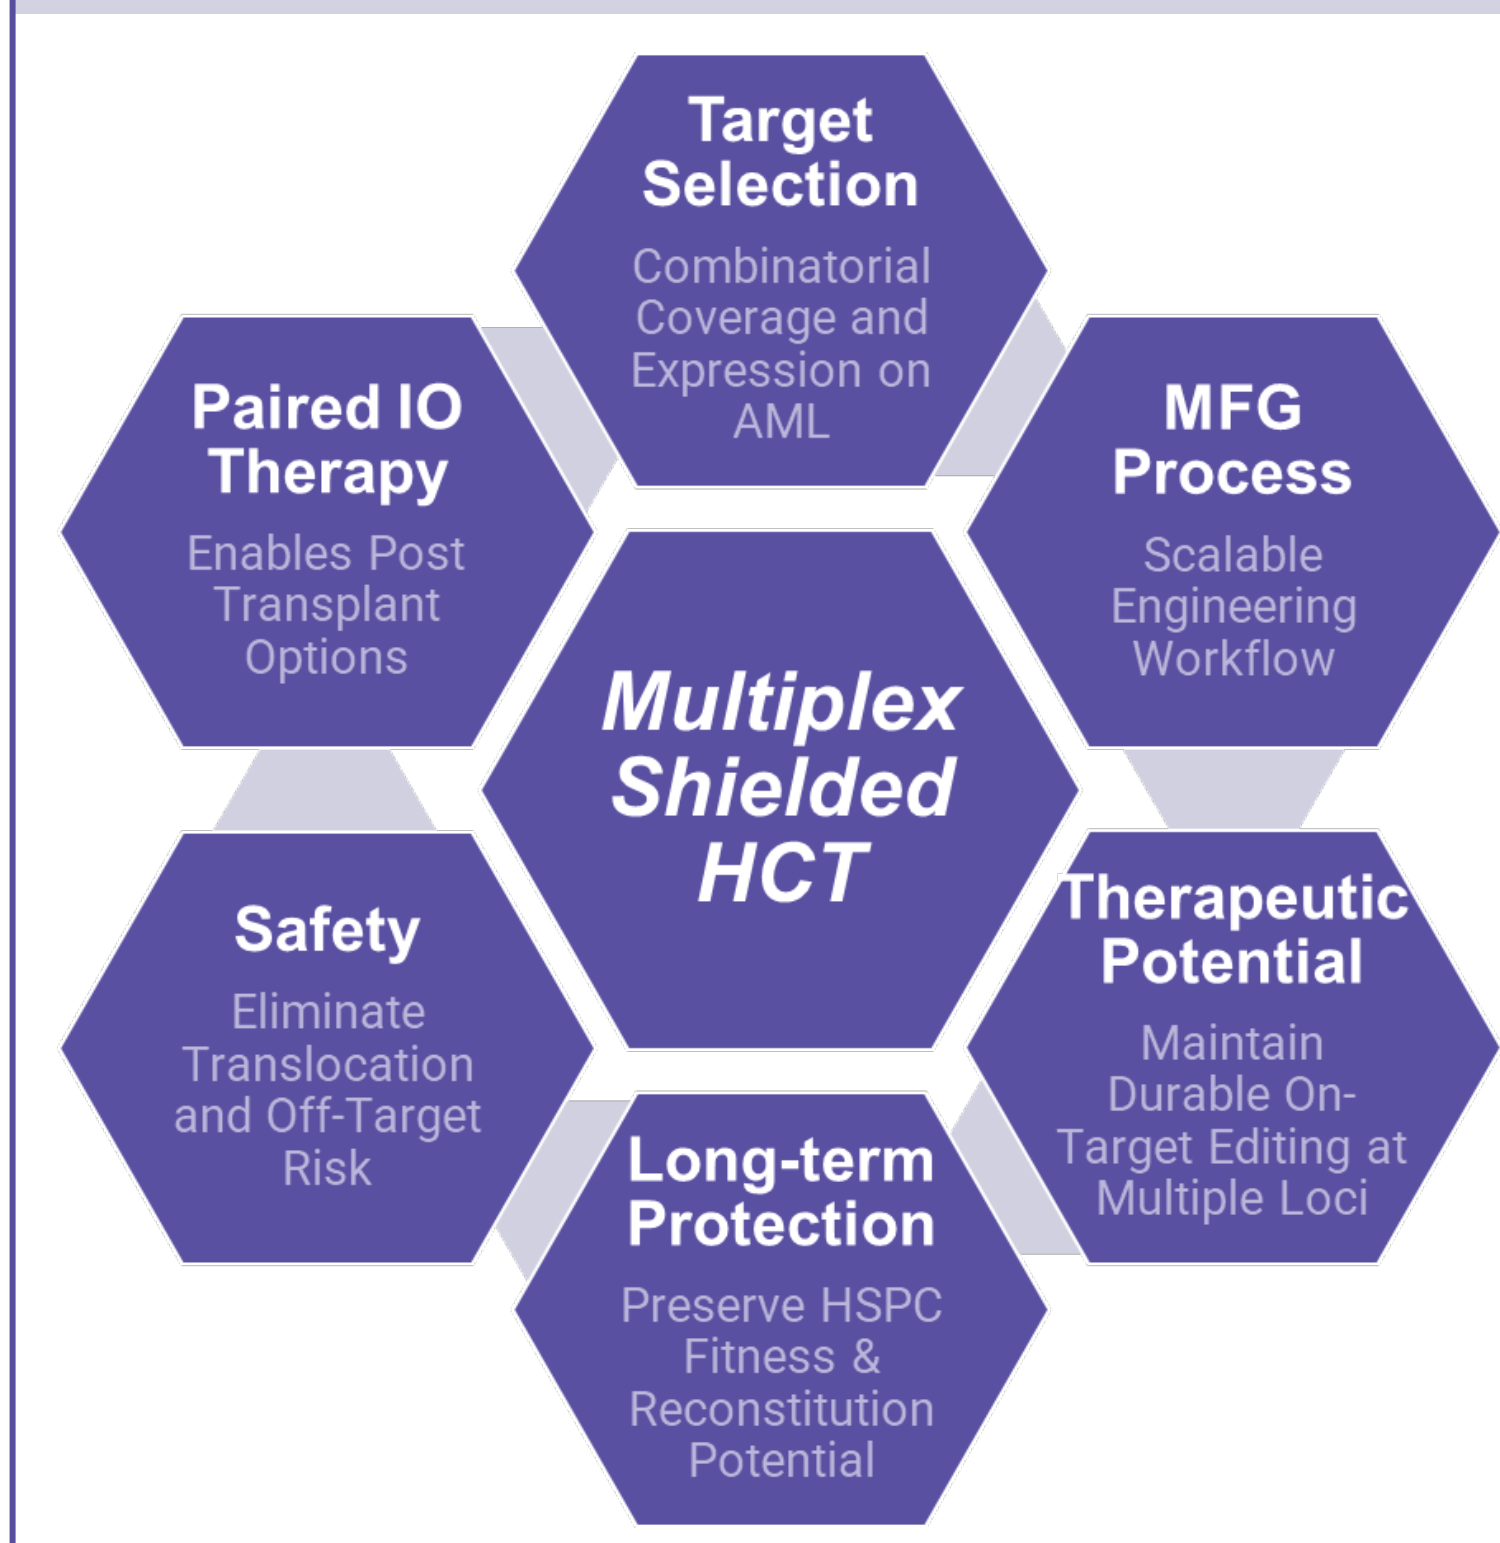 Target
Selection
Combinatorial
Coverage and
Expression on
AML
MFG
Process
Scalable
Engineering
Workflow
Therapeutic
Potential
Maintain
Durable On-
Target Editing at
Multiple Loci
Long-term
Protection
Preserve HSPC
Fitness &
Reconstitution
Potential
Safety
Eliminate
Translocation
and Off-Target
Risk
Paired IO
Therapy
Enables Post
Transplant
Options
Multiplex
Shielded
HCT